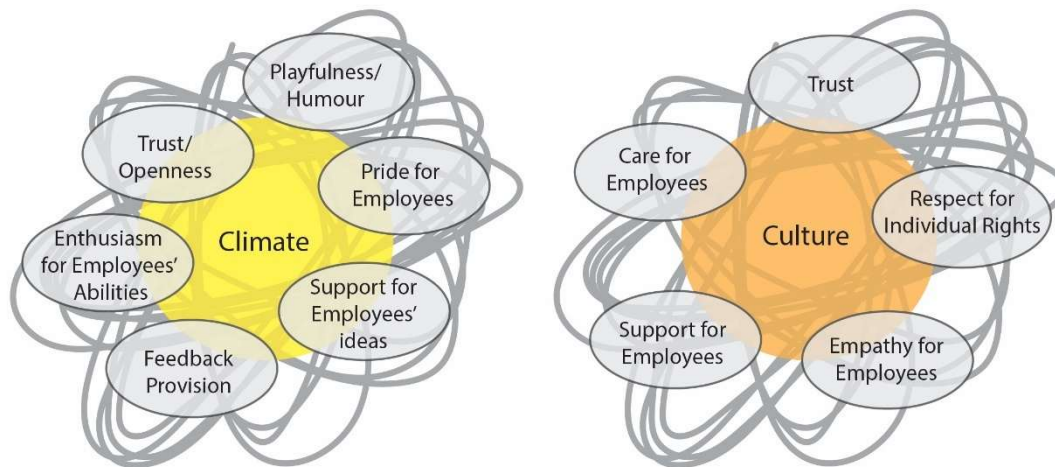 Playfulness/
Humour
Trust/
Openness
Pride for
Employees
Enthusiasm
for Employees’
Abilities
Climate
Support for
Employees’
ideas
Feedback
Provision
Trust
Care for
Employees
Respect for
Individual Rights
Culture
Support for
Employees
Empathy for
Employees